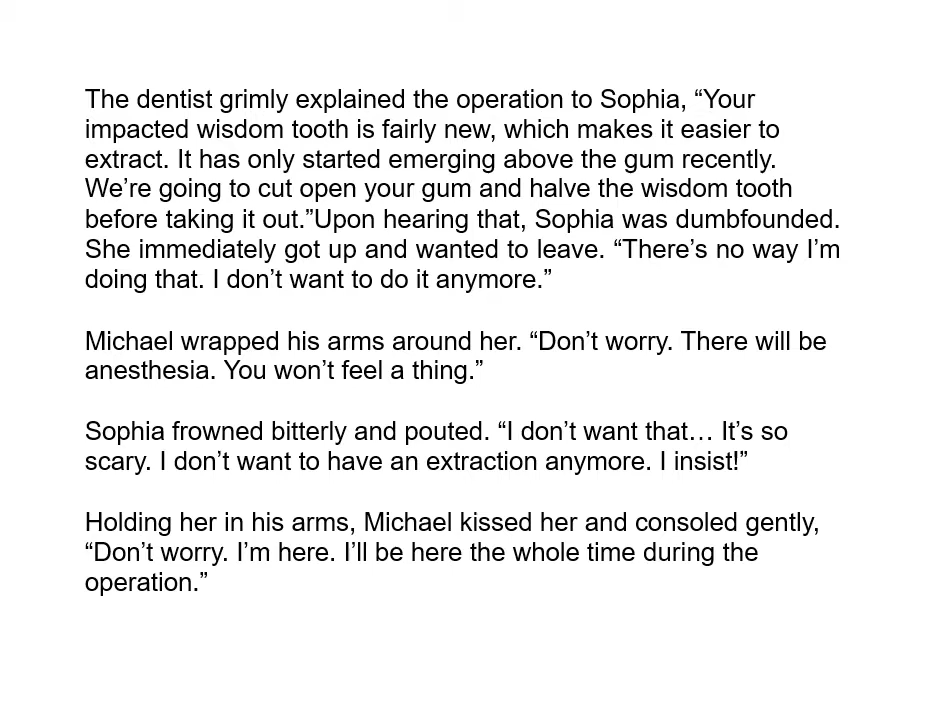 The dentist grimly explained the operation to Sophia, “Your
impacted wisdom tooth is fairly new, which makes it easier to
extract. It has only started emerging above the gum recently.
We’re going to cut open your gum and halve the wisdom tooth
before taking it out.”Upon hearing that, Sophia was dumbfounded.
She immediately got up and wanted to leave. “There’s no way I’m
doing that. I don’t want to do it anymore.”
Michael wrapped his arms around her. “Don’t worry. There will be
anesthesia. You won’t feel a thing.”
Sophia frowned bitterly and pouted. “I don’t want that… It’s so
scary. I don’t want to have an extraction anymore. I insist!”
Holding her in his arms, Michael kissed her and consoled gently,
“Don’t worry. I’m here. I’ll be here the whole time during the
operation.”